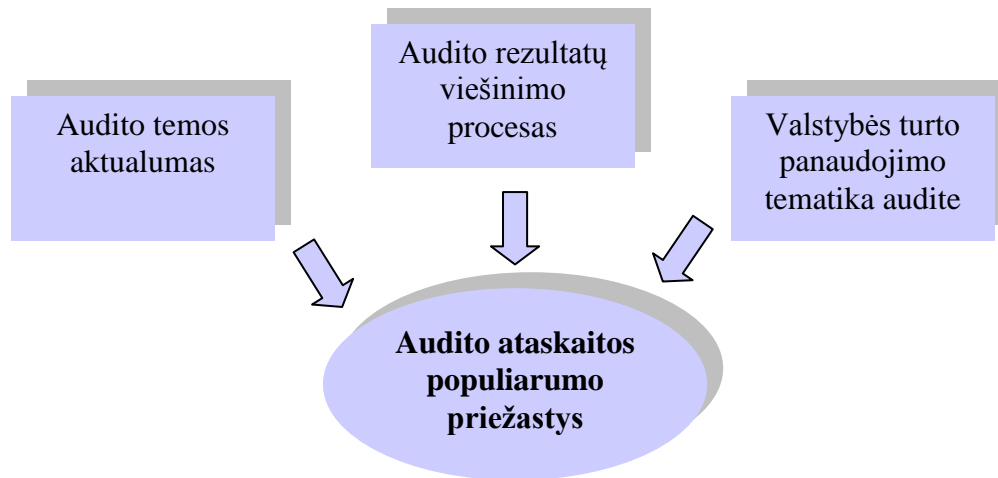 Audito temos
aktualumas
Audito rezultatų
viešinimo
procesas
Valstybės turto
panaudojimo
tematika audite
Audito ataskaitos
populiarumo
priežastys